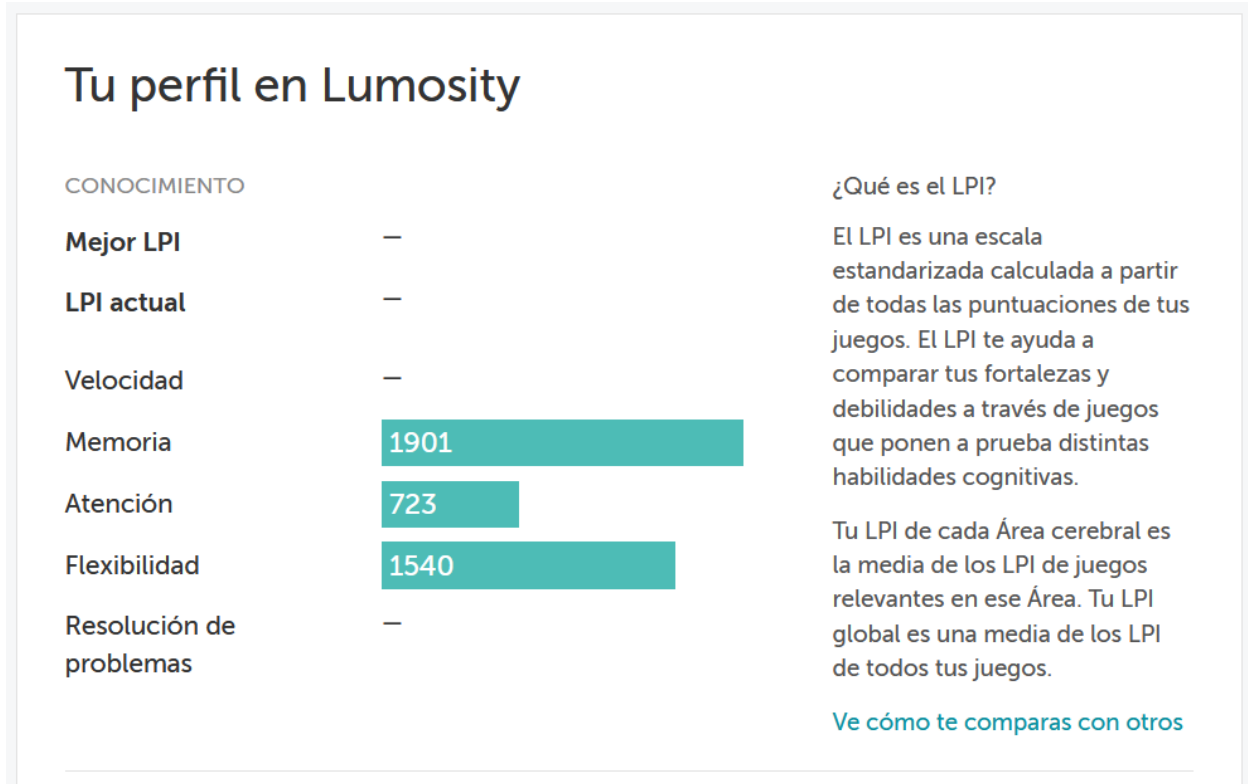 Tu perfil en Lumosity
CONOCIMIENTO
Mejor LPI –
LPI actual –
Velocidad –
Memoria 1901
Atención 723
Flexibilidad 1540
Resolución de –
problemas
¿Qué es el LPI?
El LPI es una escala
estandarizada calculada a partir
de todas las puntuaciones de tus
juegos. El LPI te ayuda a
comparar tus fortalezas y
debilidades a través de juegos
que ponen a prueba distintas
habilidades cognitivas.
Tu LPI de cada Área cerebral es
la media de los LPI de juegos
relevantes en ese Área. Tu LPI
global es una media de los LPI
de todos tus juegos.
Ve cómo te comparas con otros